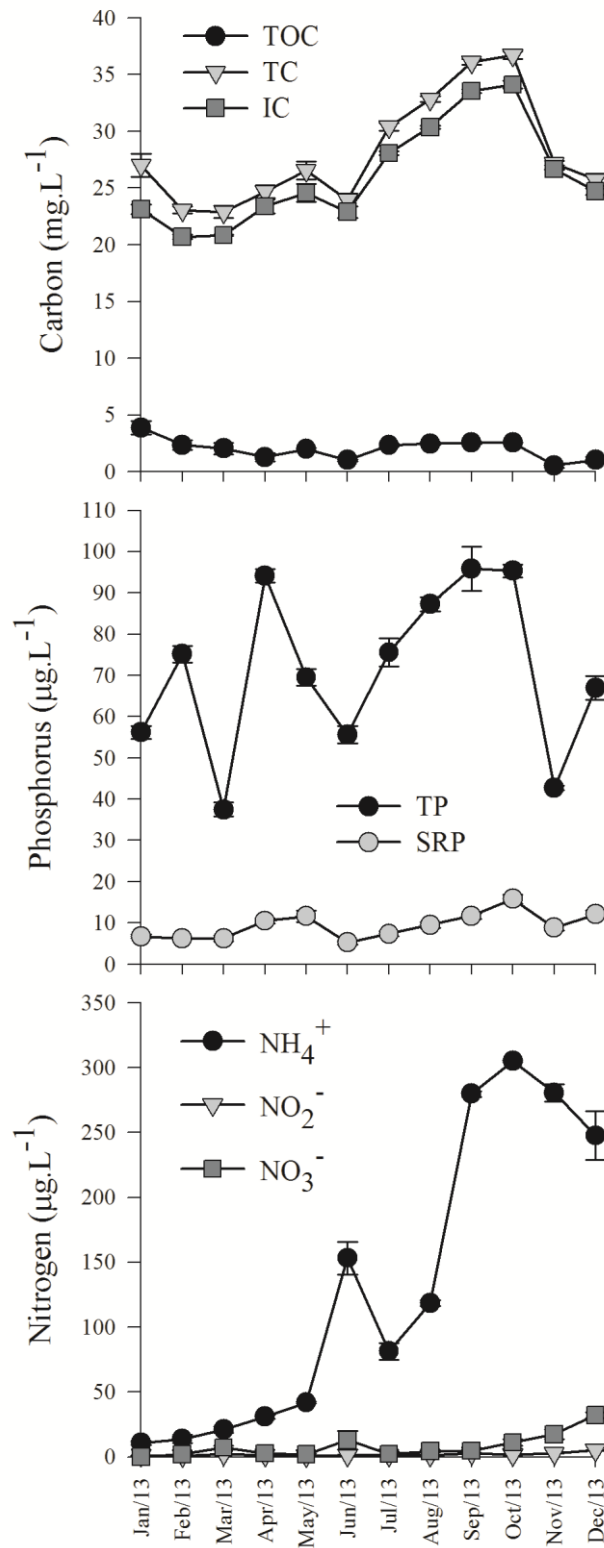 40
35
30
25
20
15
10
5
0
Carbon (mg.L⁻¹)
TOC
TC
IC
110
100
90
80
70
60
50
40
30
20
10
0
Phosphorus (µg.L⁻¹)
TP
SRP
350
300
250
200
150
100
50
0
Nitrogen (µg.L⁻¹)
NH₄⁺
NO₂⁻
NO₃⁻
Jan/13
Feb/13
Mar/13
Apr/13
May/13
Jun/13
Jul/13
Aug/13
Sep/13
Oct/13
Nov/13
Dec/13